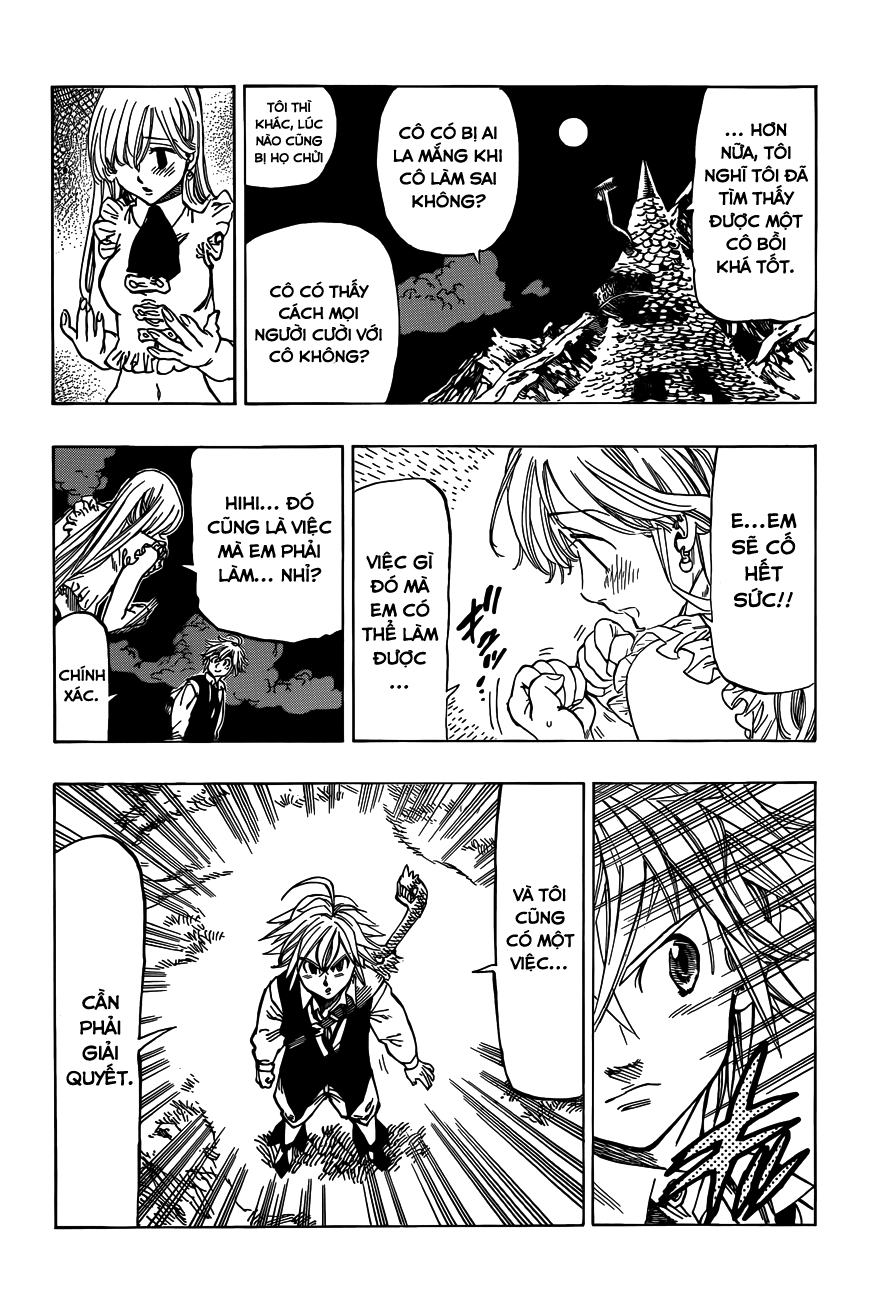 ... HƠN
NỮA, TÔI
NGHĨ TÔI ĐÃ
TÌM THẤY
ĐƯỢC MỘT
CÔ BỒI
KHÁ TỐT.
CÔ CÓ BỊ AI
LA MẮNG KHI
CÔ LÀM SAI
KHÔNG?
TÔI THÌ
KHÁC, LÚC
NÀO CŨNG
BỊ HỌ CHỬI
CÔ CÓ THẤY
CÁCH MỌI
NGƯỜI CƯỜI VỚI
CÔ KHÔNG?
E...EM
SẼ CỐ
HẾT
SỨC!!
VIỆC GÌ
ĐÓ MÀ
EM CÓ
THỂ LÀM
ĐƯỢC
...
HIHI... ĐÓ
CŨNG LÀ VIỆC
MÀ EM PHẢI
LÀM... NHỈ?
CHÍNH
XÁC.
VÀ TÔI
CŨNG
CÓ MỘT
VIỆC...
CẦN
PHẢI
GIẢI
QUYẾT.